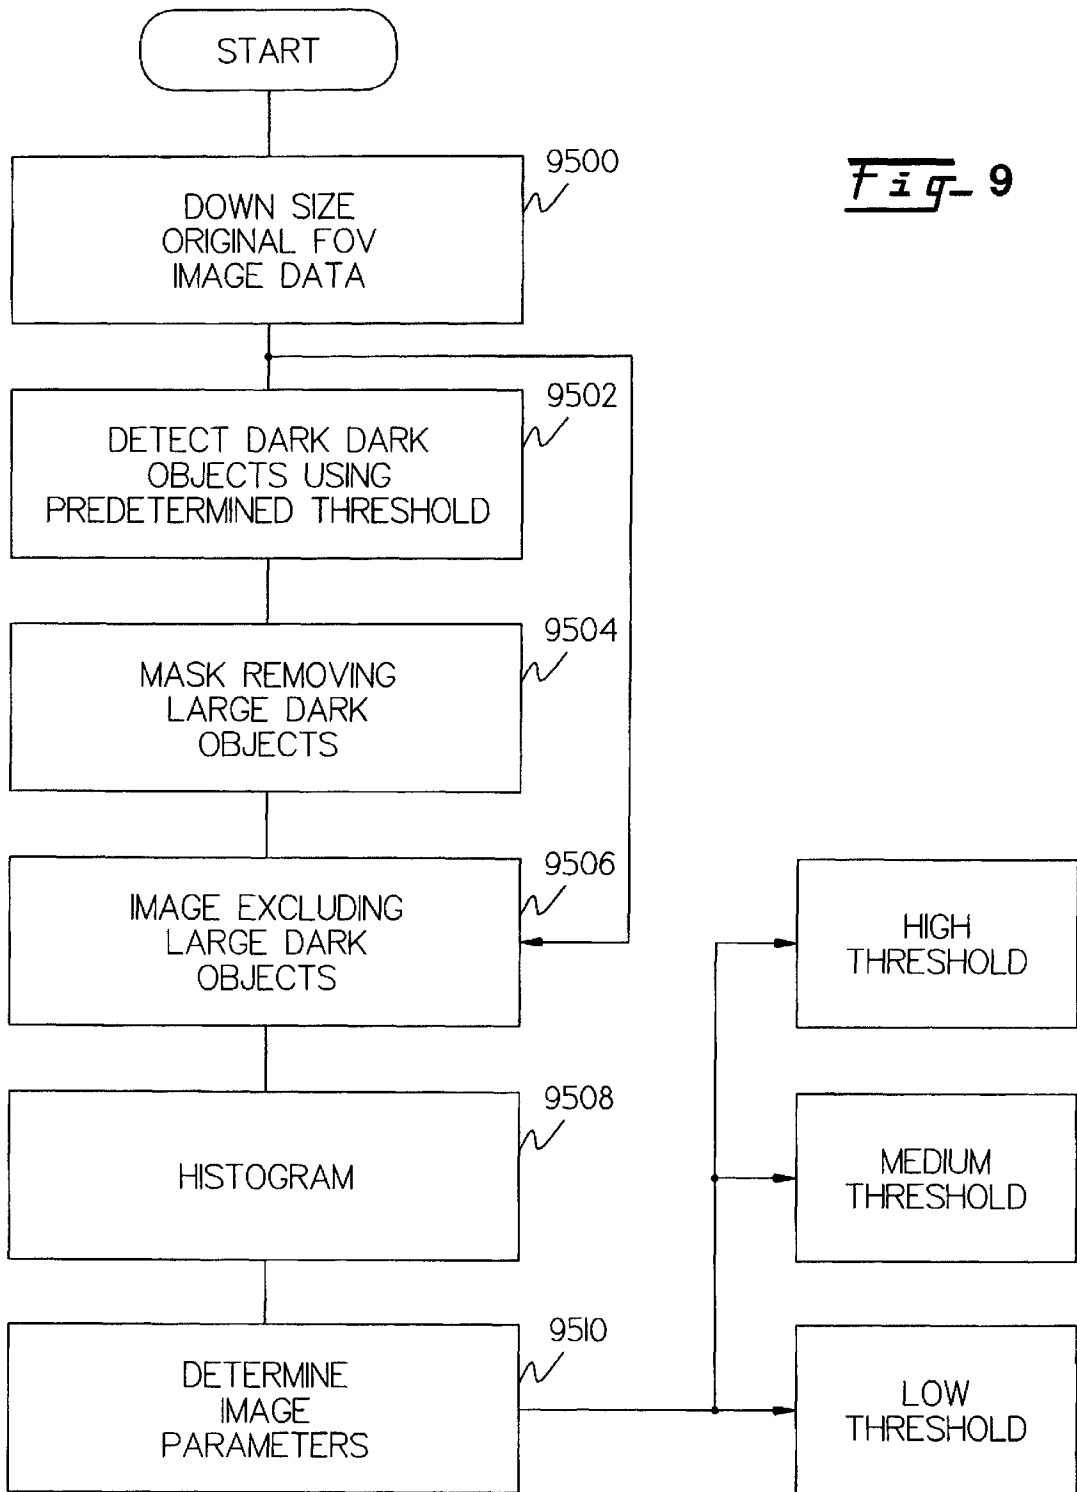 START
9500
Fig_ 9
DOWN SIZE
ORIGINAL FOV
IMAGE DATA
9502
DETECT DARK DARK
OBJECTS USING
PREDETERMINED THRESHOLD
9504
MASK REMOVING
LARGE DARK
OBJECTS
9506
IMAGE EXCLUDING
LARGE DARK
OBJECTS
HIGH
THRESHOLD
9508
HISTOGRAM
MEDIUM
THRESHOLD
9510
DETERMINE
IMAGE
PARAMETERS
LOW
THRESHOLD